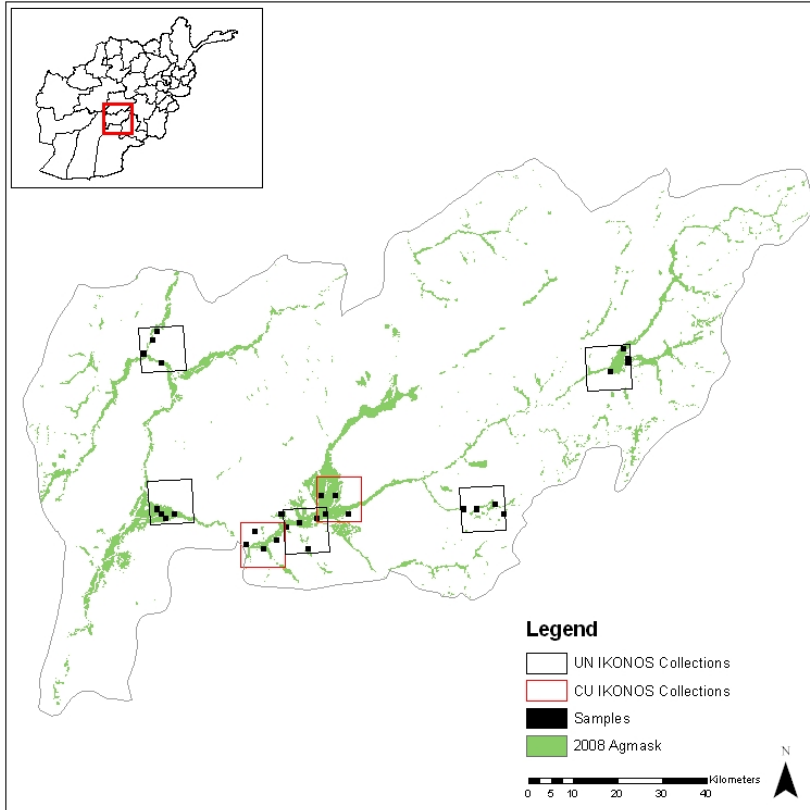 Legend
UN IKONOS Collections
CU IKONOS Collections
Samples
2008 Agmask
N
Kilometers
0 5 10 20 30 40